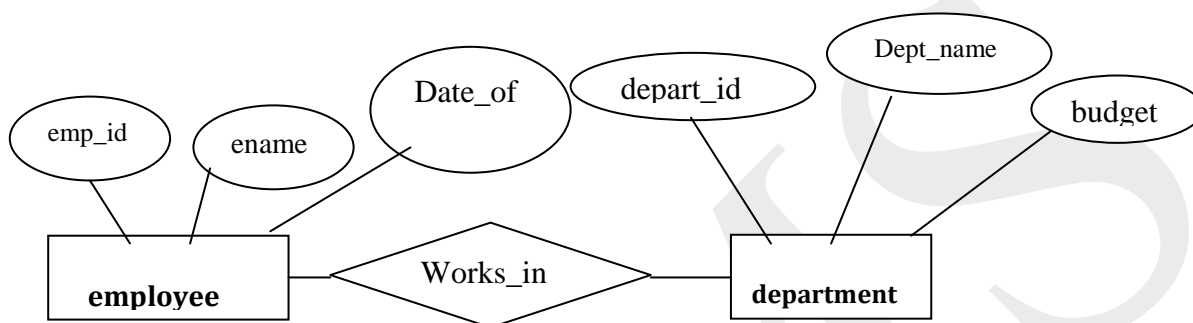 Dept_name
Date_of
depart_id
budget
emp_id
ename
Works_in
employee
department